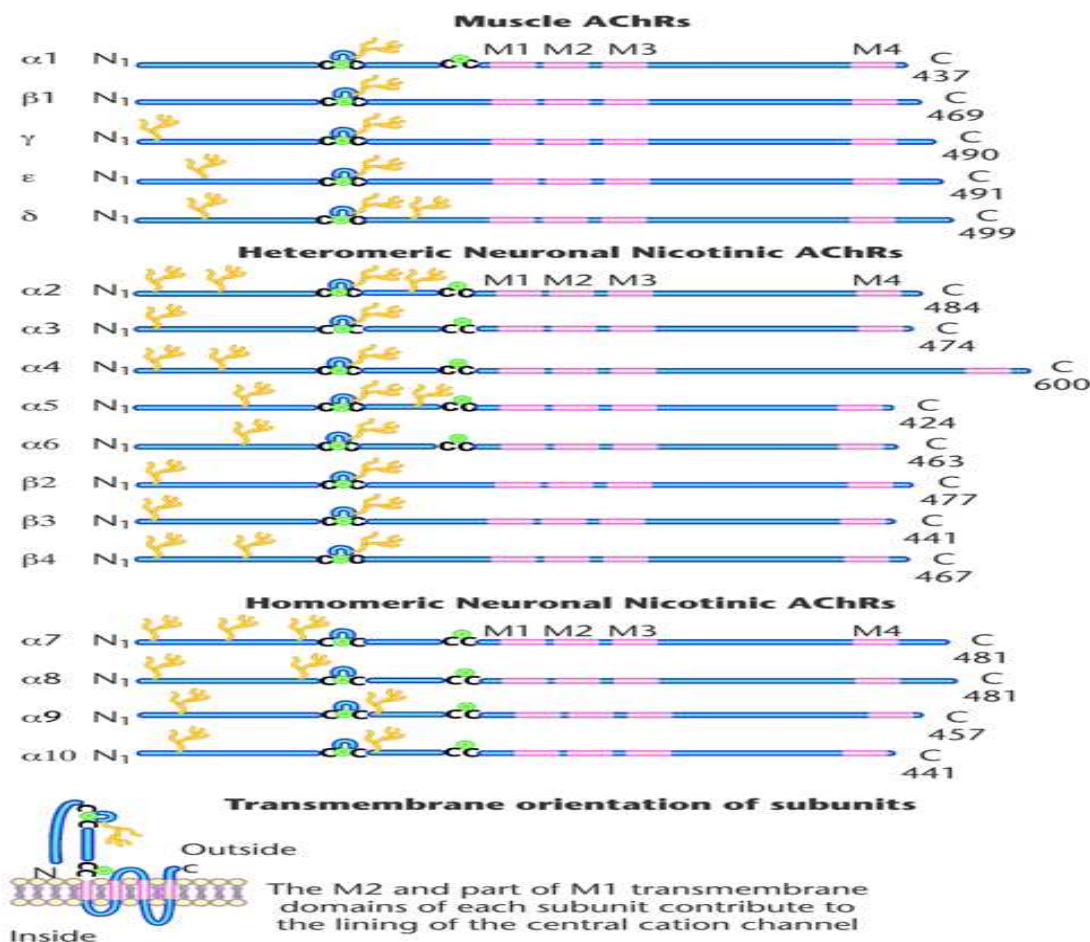 Muscle AChRs
M1 M2 M3 M4
α1 N1 C C C C C 437
β1 N1 C C C 469
γ N1 C C C 490
ε N1 C C C 491
δ N1 C C C 499
Heteromeric Neuronal Nicotinic AChRs
M1 M2 M3 M4
α2 N1 C C C C C 484
α3 N1 C C C C C 474
α4 N1 C C C C C 600
α5 N1 C C C C C 424
α6 N1 C C C C C 463
β2 N1 C C C 477
β3 N1 C C C 441
β4 N1 C C C 467
Homomeric Neuronal Nicotinic AChRs
M1 M2 M3 M4
α7 N1 C C C C C 481
α8 N1 C C C C C 481
α9 N1 C C C C C 457
α10 N1 C C C C C 441
Transmembrane orientation of subunits
C
C
Outside
CC
N
C
Inside
The M2 and part of M1 transmembrane
domains of each subunit contribute to
the lining of the central cation channel